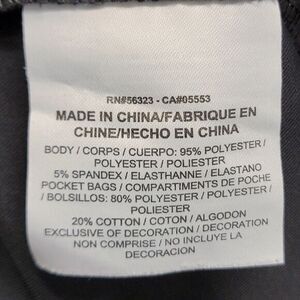 RN#56323 - CA#05553
MADE IN CHINA/FABRIQUE EN
CHINE/HECHO EN CHINA
BODY / CORPS / CUERPO: 95% POLYESTER /
POLYESTER / POLIESTER
5% SPANDEX / ELASTHANNE / ELASTANO
POCKET BAGS / COMPARTIMENTS DE POCHE
/ BOLSILLOS: 80% POLYESTER / POLYESTER /
POLIESTER
20% COTTON / COTON / ALGODON
EXCLUSIVE OF DECORATION / DECORATION
NON COMPRISE / NO INCLUYE LA
DECORACION